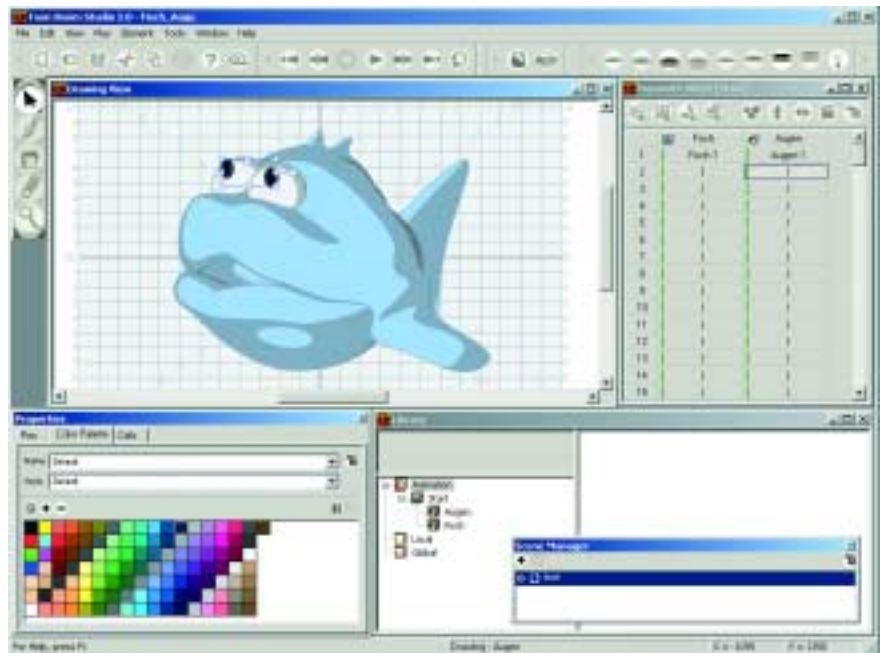 Toon Boom Studio 1.0 - Fisch_Auge
File Edit View Play Element Tools Window Help
Drawing View
Fisch Augen
1 Fisch-1 Augen-1
2
3
4
5
6
7
8
9
10
11
12
13
14
15
Properties
Pen Color Palette Cells
Name Default
Style Default
Library
Animation
Start
Augen
Fisch
Local
Global
Scene Manager
Start
For Help, press F1
Drawing : Augen